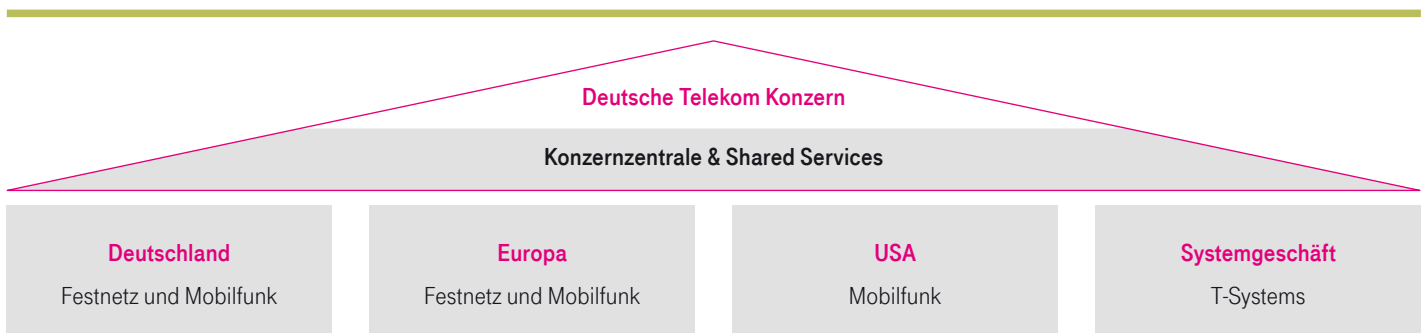 Deutsche Telekom Konzern
Konzernzentrale & Shared Services
Deutschland
Festnetz und Mobilfunk
Europa
Festnetz und Mobilfunk
USA
Mobilfunk
Systemgeschäft
T-Systems